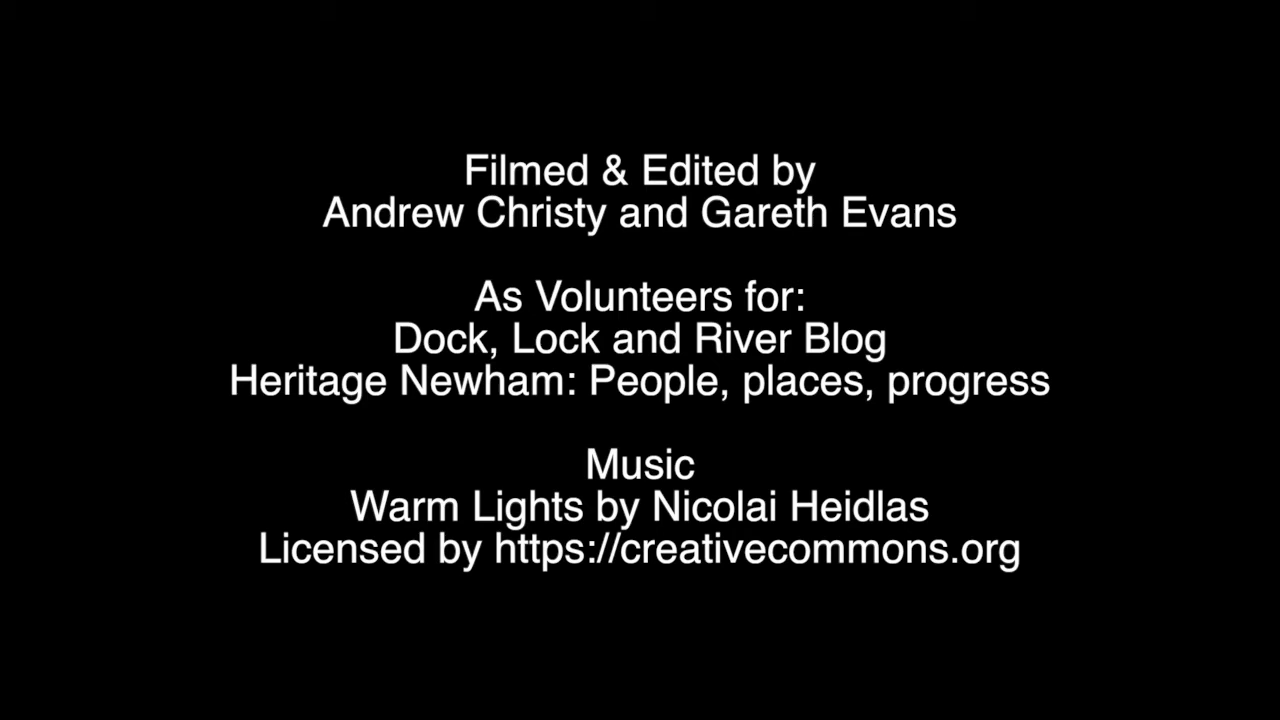 Filmed & Edited by
Andrew Christy and Gareth Evans
As Volunteers for:
Dock, Lock and River Blog
Heritage Newham: People, places, progress
Music
Warm Lights by Nicolai Heidlas
Licensed by https://creativecommons.org